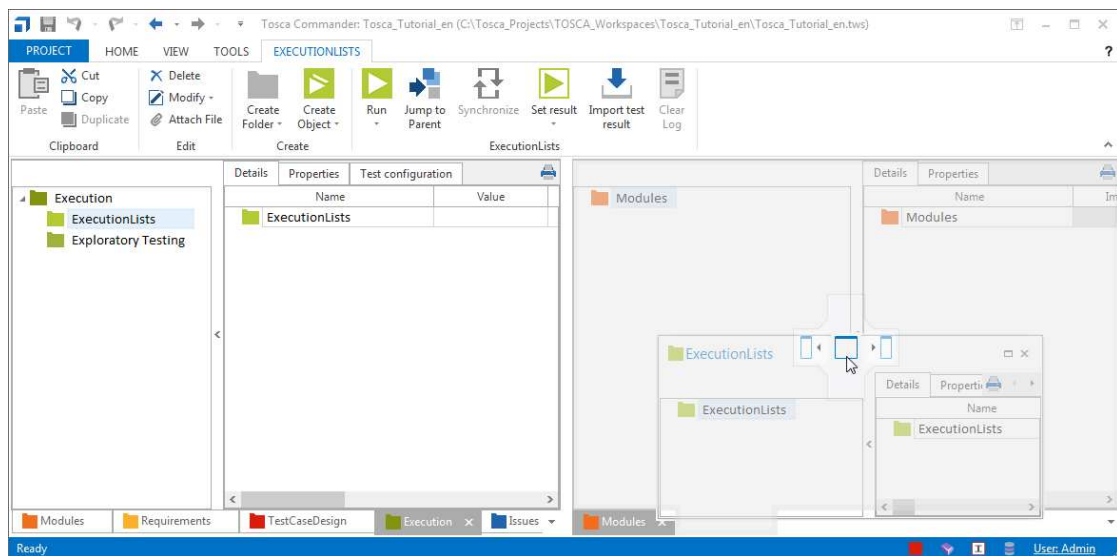 Tosca Commander: Tosca_Tutorial_en (C:\Tosca_Projects\TOSCA_Workspaces\Tosca_Tutorial_en\Tosca_Tutorial_en.tws)
PROJECT HOME VIEW TOOLS EXECUTIONLISTS ?
Paste
Cut
Copy
Duplicate
Clipboard
Delete
Modify
Attach File
Edit
Create Folder
Create Object
Create
Run
Jump to Parent
Synchronize
Set result
Import test result
Clear Log
ExecutionLists
Execution
ExecutionLists
Exploratory Testing
Details Properties Test configuration
Name Value
ExecutionLists
Modules
Details Properties
Name Im
Modules
ExecutionLists
ExecutionLists
Details Properti
Name
ExecutionLists
Modules Requirements TestCaseDesign Execution Issues
Modules
Ready
User: Admin